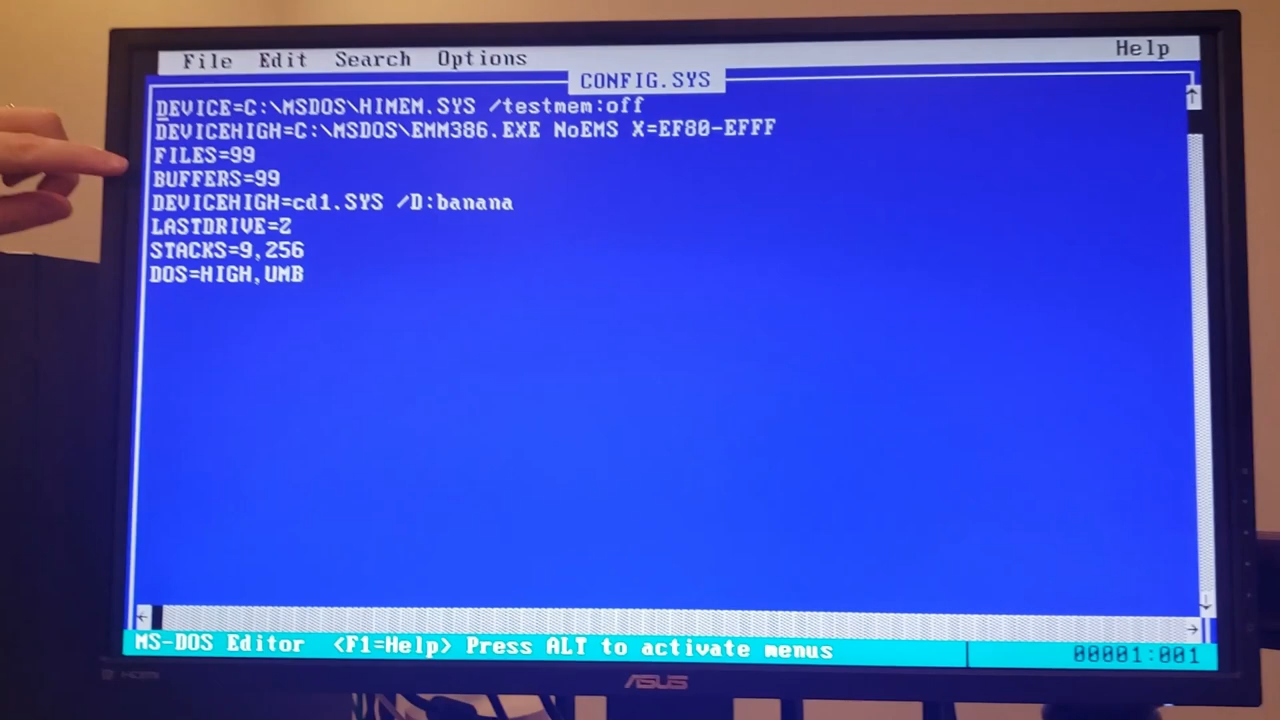 File Edit Search Options Help
CONFIG.SYS
DEVICE=C:\MSDOS\HIMEM.SYS /testmem:off
DEVICEHIGH=C:\MSDOS\EMM386.EXE NoEMS X=EF80-EFFF
FILES=99
BUFFERS=99
DEVICEHIGH=cd1.SYS /D:banana
LASTDRIVE=Z
STACKS=9,256
DOS=HIGH,UMB
MS-DOS Editor <F1=Help> Press ALT to activate menus 00001:001
HDMI
ASUS